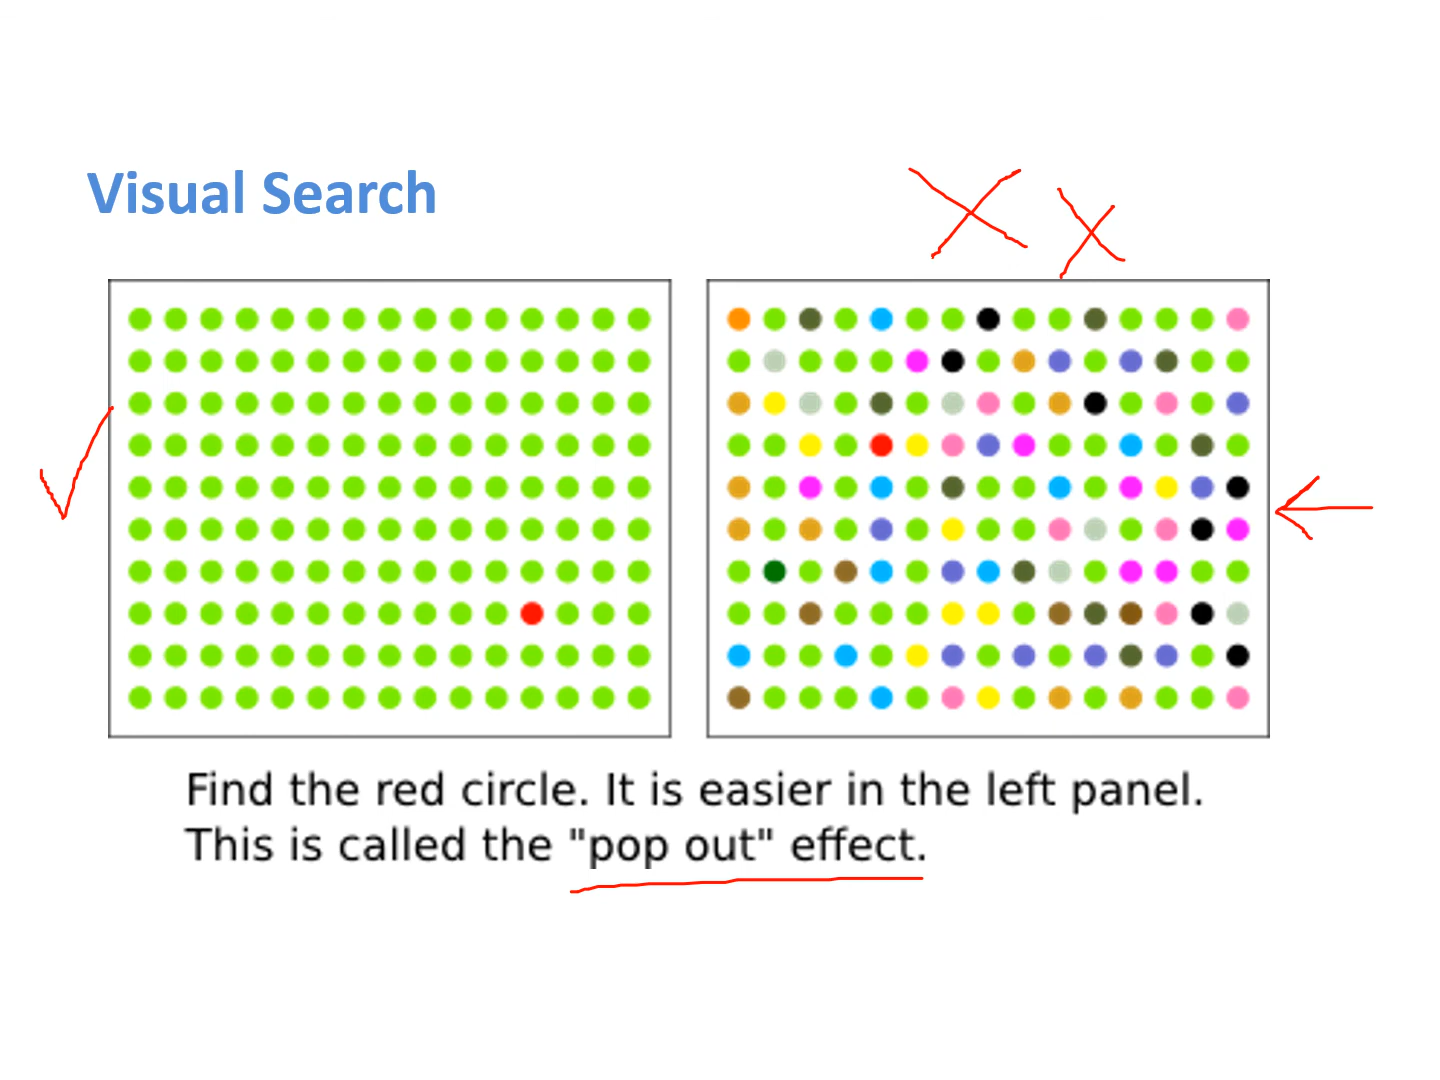 Visual Search
Find the red circle. It is easier in the left panel.
This is called the "pop out" effect.